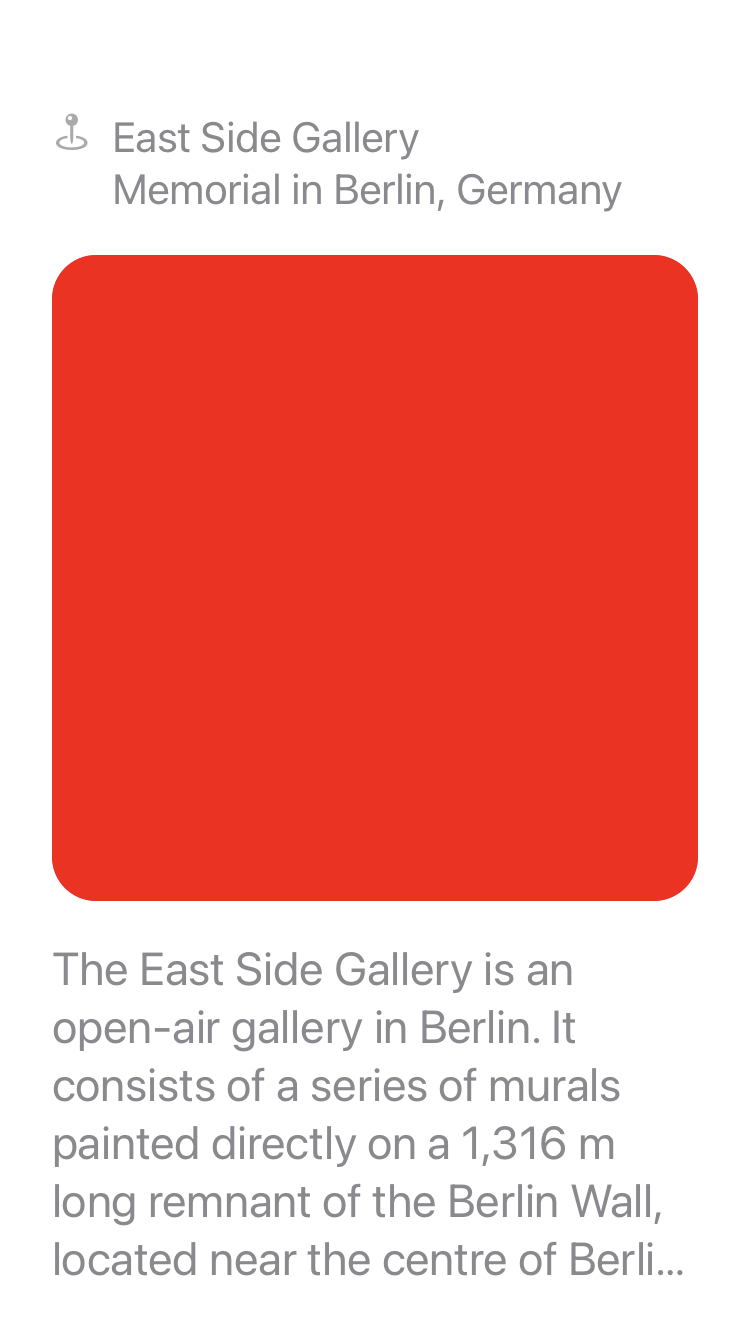 East Side Gallery
Memorial in Berlin, Germany
The East Side Gallery is an
open-air gallery in Berlin. It
consists of a series of murals
painted directly on a 1,316 m
long remnant of the Berlin Wall,
located near the centre of Berli...